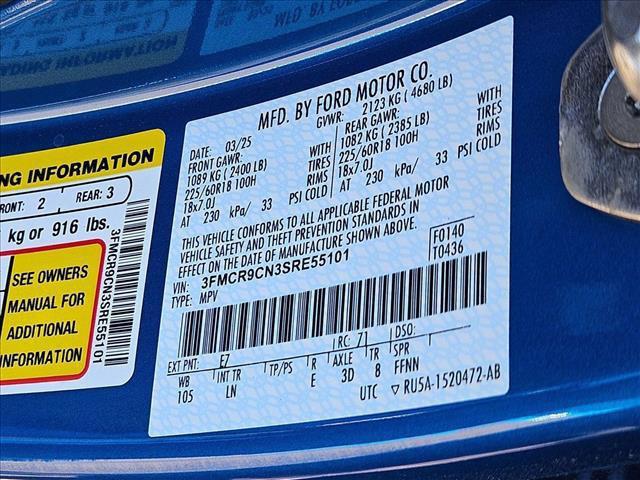 NG INFORMATION
FRONT: 2 REAR: 3
kg or 916 lbs.
SEE OWNERS
MANUAL FOR
ADDITIONAL
INFORMATION
3FMCR9CN3SRE55101
MFD. BY FORD MOTOR CO.
DATE: 03/25 GVWR: 2123 KG ( 4680 LB)
FRONT GAWR: REAR GAWR: WITH
1089 KG ( 2400 LB) WITH 1082 KG ( 2385 LB) TIRES
225/60R18 100H TIRES 225/60R18 100H RIMS
18x7.0J RIMS 18x7.0J
AT 230 kPa/ 33 PSI COLD AT 230 kPa/ 33 PSI COLD
THIS VEHICLE CONFORMS TO ALL APPLICABLE FEDERAL MOTOR
VEHICLE SAFETY AND THEFT PREVENTION STANDARDS IN
EFFECT ON THE DATE OF MANUFACTURE SHOWN ABOVE.
VIN: 3FMCR9CN3SRE55101 F0140
TYPE: MPV T0436
EXT PNT: E7 RC: 71 DSO:
WB INT TR TP/PS R AXLE TR SPR
105 LN E 3D 8 FFNN
UTC ▽ RU5A-1520472-AB